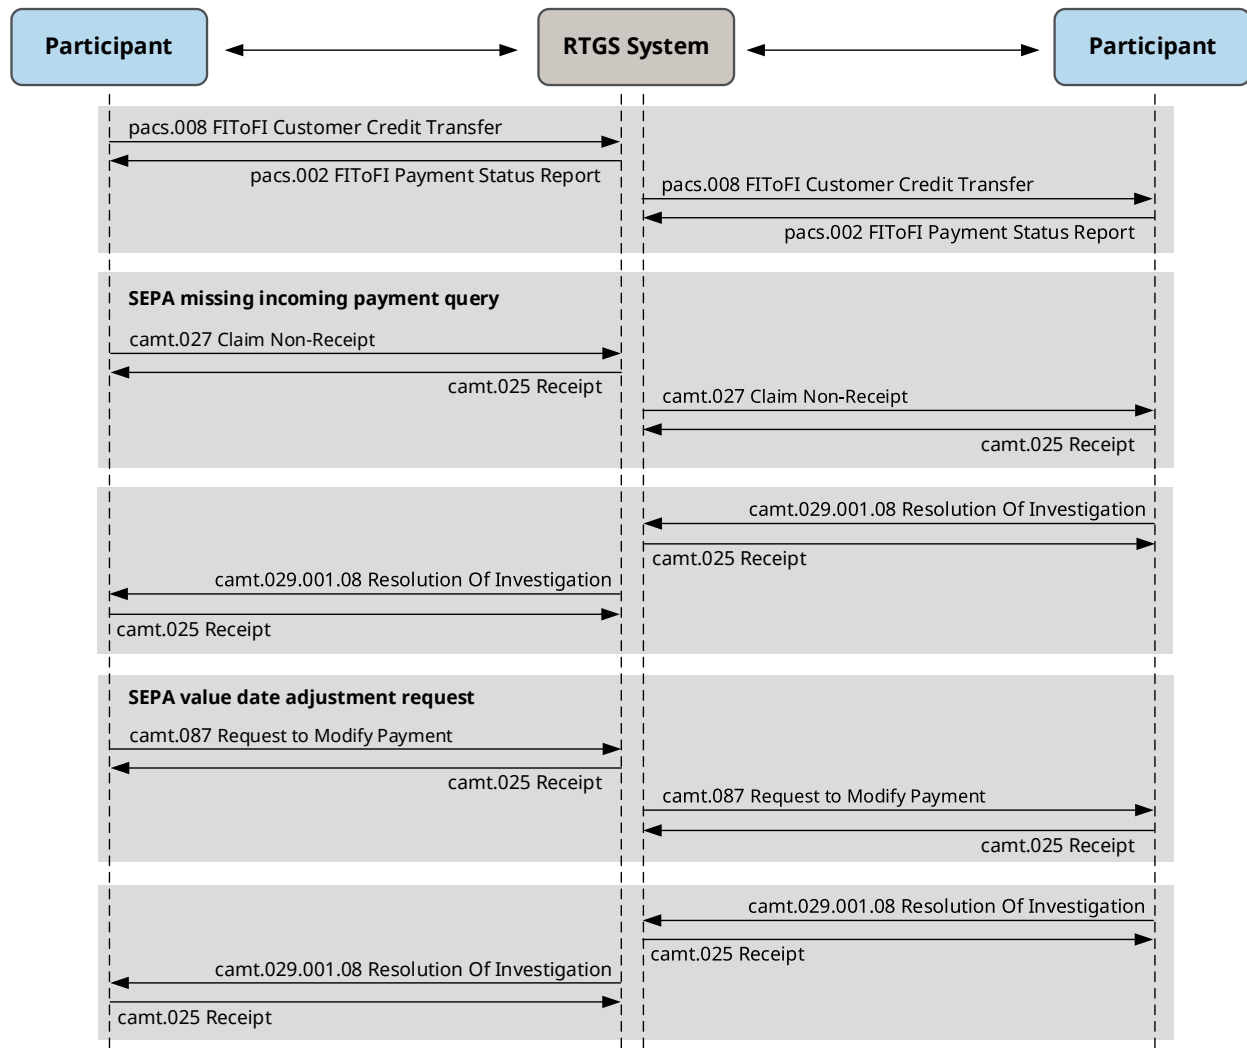 Participant
RTGS System
Participant
pacs.008 FIToFI Customer Credit Transfer
pacs.002 FIToFI Payment Status Report
pacs.008 FIToFI Customer Credit Transfer
pacs.002 FIToFI Payment Status Report
SEPA missing incoming payment query
camt.027 Claim Non-Receipt
camt.025 Receipt
camt.027 Claim Non-Receipt
camt.025 Receipt
camt.029.001.08 Resolution Of Investigation
camt.025 Receipt
camt.029.001.08 Resolution Of Investigation
camt.025 Receipt
SEPA value date adjustment request
camt.087 Request to Modify Payment
camt.025 Receipt
camt.087 Request to Modify Payment
camt.025 Receipt
camt.029.001.08 Resolution Of Investigation
camt.025 Receipt
camt.029.001.08 Resolution Of Investigation
camt.025 Receipt